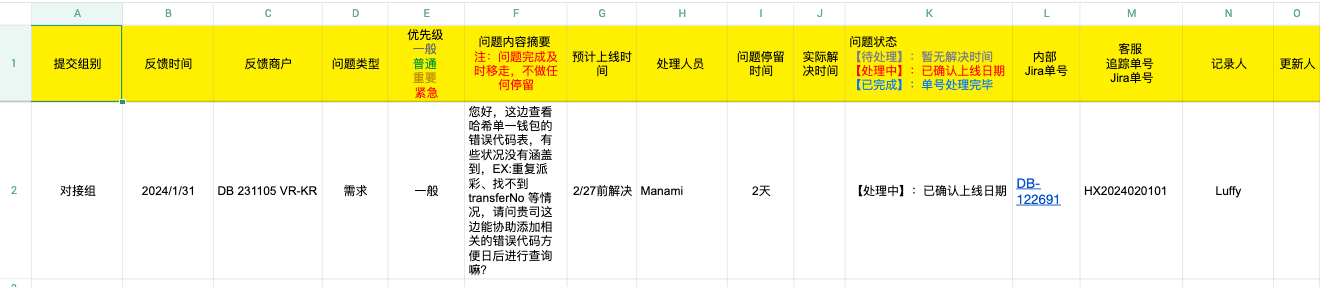 A B C D E F G H I J K L M N O
1
提交组别
反馈时间
反馈商户
问题类型
优先级
一般
普通
重要
紧急
问题内容摘要
注：问题完成及
时移走，不做任
何停留
预计上线时
间
处理人员
问题停留
时间
实际解
决时间
问题状态
【待处理】：暂无解决时间
【处理中】：已确认上线日期
【已完成】：单号处理完毕
内部
Jira单号
客服
追踪单号
Jira单号
记录人
更新人
2
对接组
2024/1/31
DB 231105 VR-KR
需求
一般
您好，这边查看
哈希单一钱包的
错误代码表，有
些状况没有涵盖
到，EX:重复派
彩、找不到
transferNo 等情
况，请问贵司这
边能协助添加相
关的错误代码方
便日后进行查询
嘛?
2/27前解决
Manami
2天
【处理中】：已确认上线日期
DB-
122691
HX2024020101
Luffy